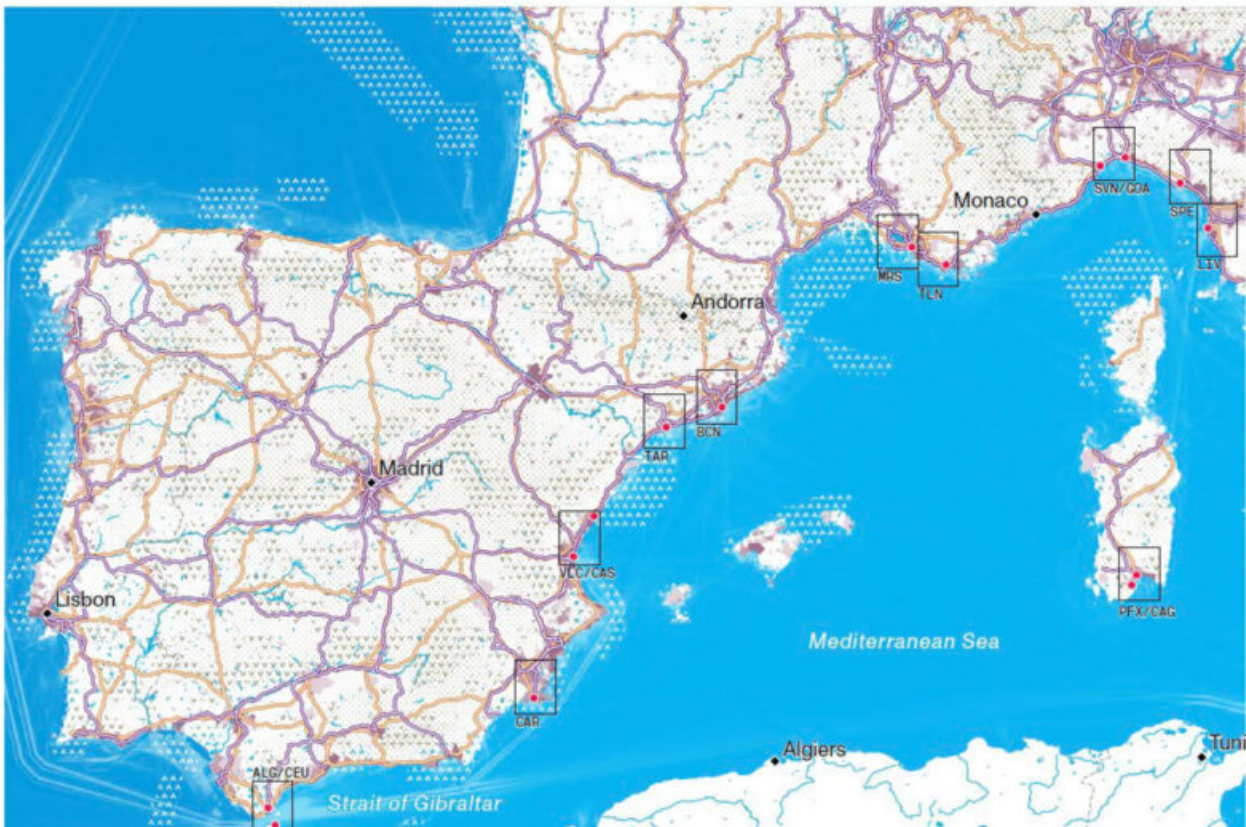 SVN/GOA
SPE
Monaco
LIV
MRS
TLN
Andorra
BCN
TAR
Madrid
VLC/CAS
PFX/CAG
Lisbon
Mediterranean Sea
CAR
Algiers
Tuni
ALG/CEU
Strait of Gibraltar